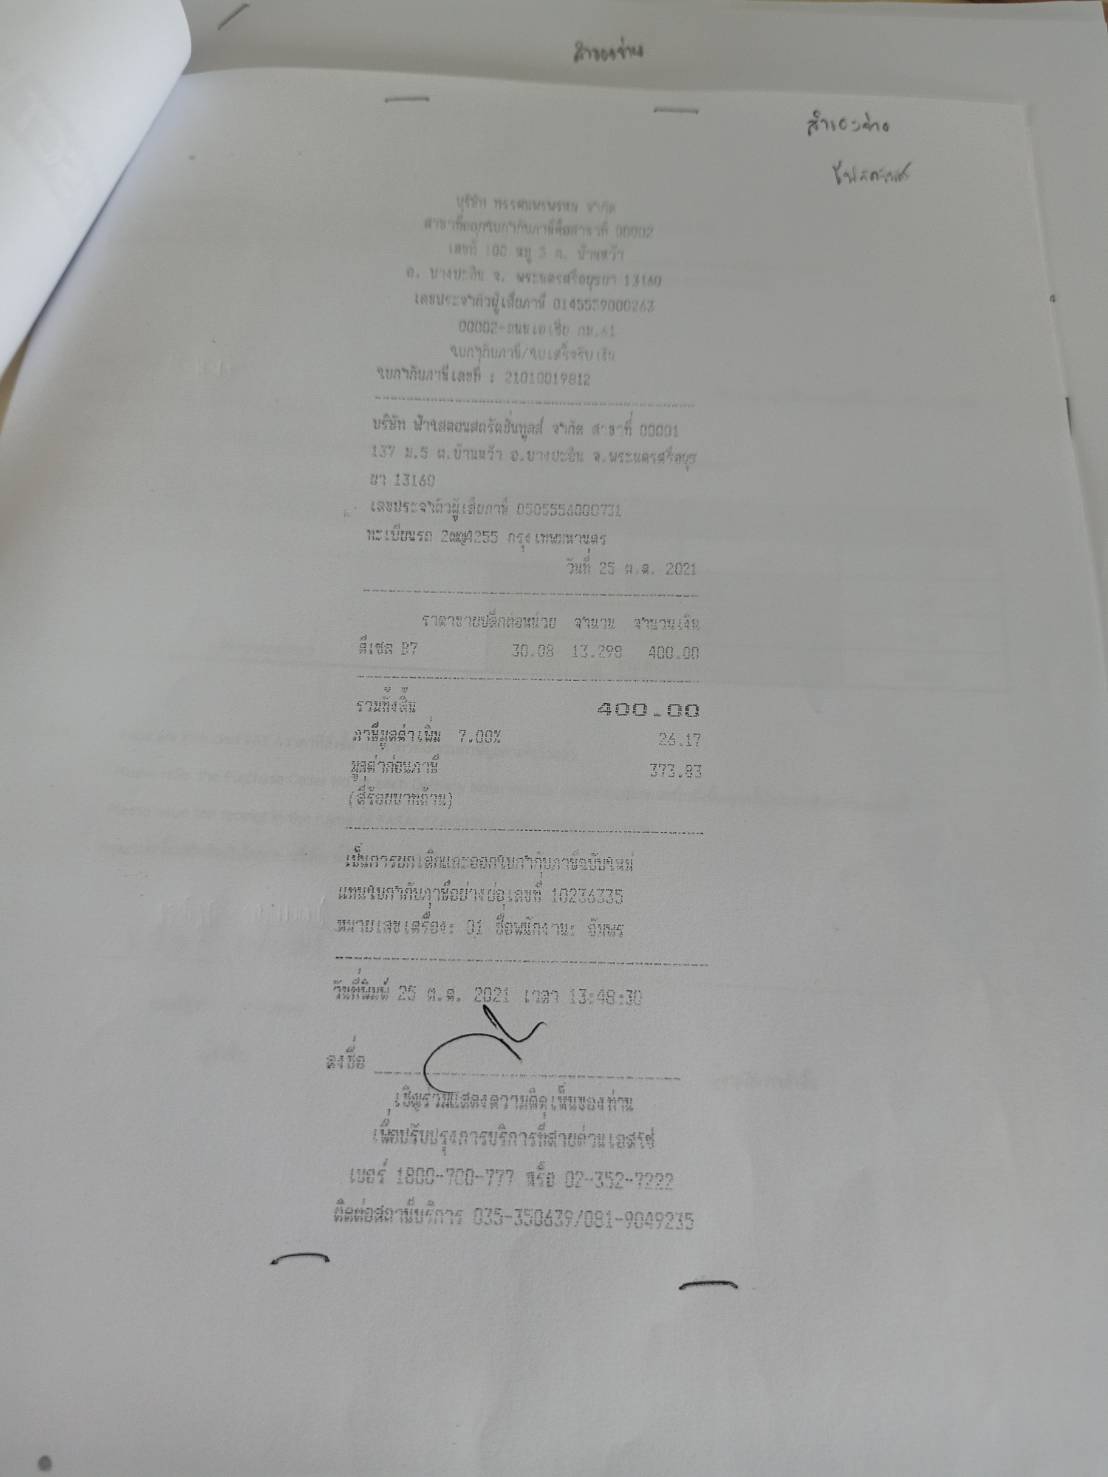 สำรองจ่าย
สำรองจ่าย
บริษัท จำกัด
สาขาที่ออกใบกำกับภาษีคือสาขาที่ 00002
เลขที่ 100 หมู่ 5 ต. บ้านหว้า
อ. บางปะอิน จ. พระนครศรีอยุธยา 13160
เลขประจำตัวผู้เสียภาษี 0145559000263
00002-ถนนเอเชีย กม.61
ใบกำกับภาษี/ใบเสร็จรับเงิน
ใบกำกับภาษีเลขที่ : 21010019812
บริษัท ฟ้าใสคอนสตรัคชั่นทูลส์ จำกัด สาขาที่ 00001
137 ม.5 ต.บ้านหว้า อ.บางปะอิน จ.พระนครศรีอยุธ
ยา 13160
เลขประจำตัวผู้เสียภาษี 0505554000731
ทะเบียนรถ กรุงเทพมหานคร
วันที่ 25 ต.ค. 2021
ราคาขายปลีกต่อหน่วย จำนวน จำนวนเงิน
ดีเซล B7 30.08 13.298 400.00
รวมทั้งสิ้น 400.00
ภาษีมูลค่าเพิ่ม 7.00% 26.17
มูลค่าก่อนภาษี 373.83
(สี่ร้อยบาทถ้วน)
เป็นการยกเลิกและออกใบกำกับภาษีฉบับใหม่
แทนใบกำกับภาษีอย่างย่อเลขที่ 10236335
หมายเลขเครื่อง: 01 ชื่อพนักงาน: อัมพร
วันที่พิมพ์ 25 ต.ค. 2021 เวลา 13:48:30
ลงชื่อ
เชิญร่วมแสดงความคิดเห็นของท่าน
เพื่อปรับปรุงการบริการที่สายด่วนเอสโซ่
เบอร์ 1800-700-777 หรือ 02-352-7222
ติดต่อสถานีบริการ 035-350639/081-9049235